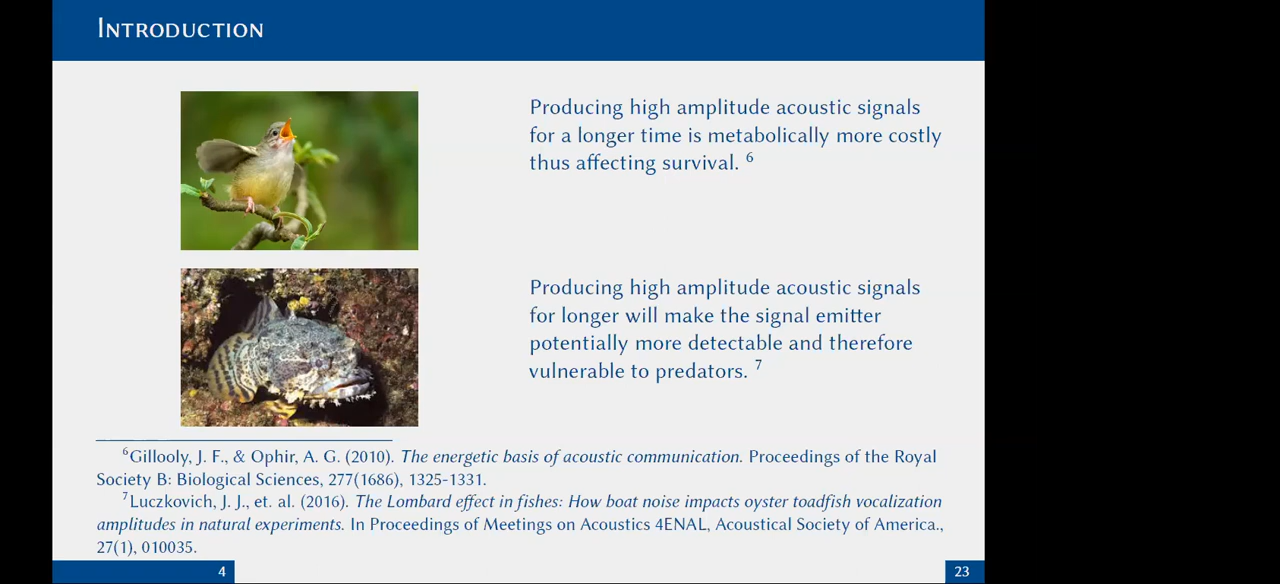 INTRODUCTION
Producing high amplitude acoustic signals
for a longer time is metabolically more costly
thus affecting survival. 6
Producing high amplitude acoustic signals
for longer will make the signal emitter
potentially more detectable and therefore
vulnerable to predators. 7
6Gillooly, J. F., & Ophir, A. G. (2010). The energetic basis of acoustic communication. Proceedings of the Royal
Society B: Biological Sciences, 277(1686), 1325-1331.
7Luczkovich, J. J., et. al. (2016). The Lombard effect in fishes: How boat noise impacts oyster toadfish vocalization
amplitudes in natural experiments. In Proceedings of Meetings on Acoustics 4ENAL, Acoustical Society of America.,
27(1), 010035.
4
23